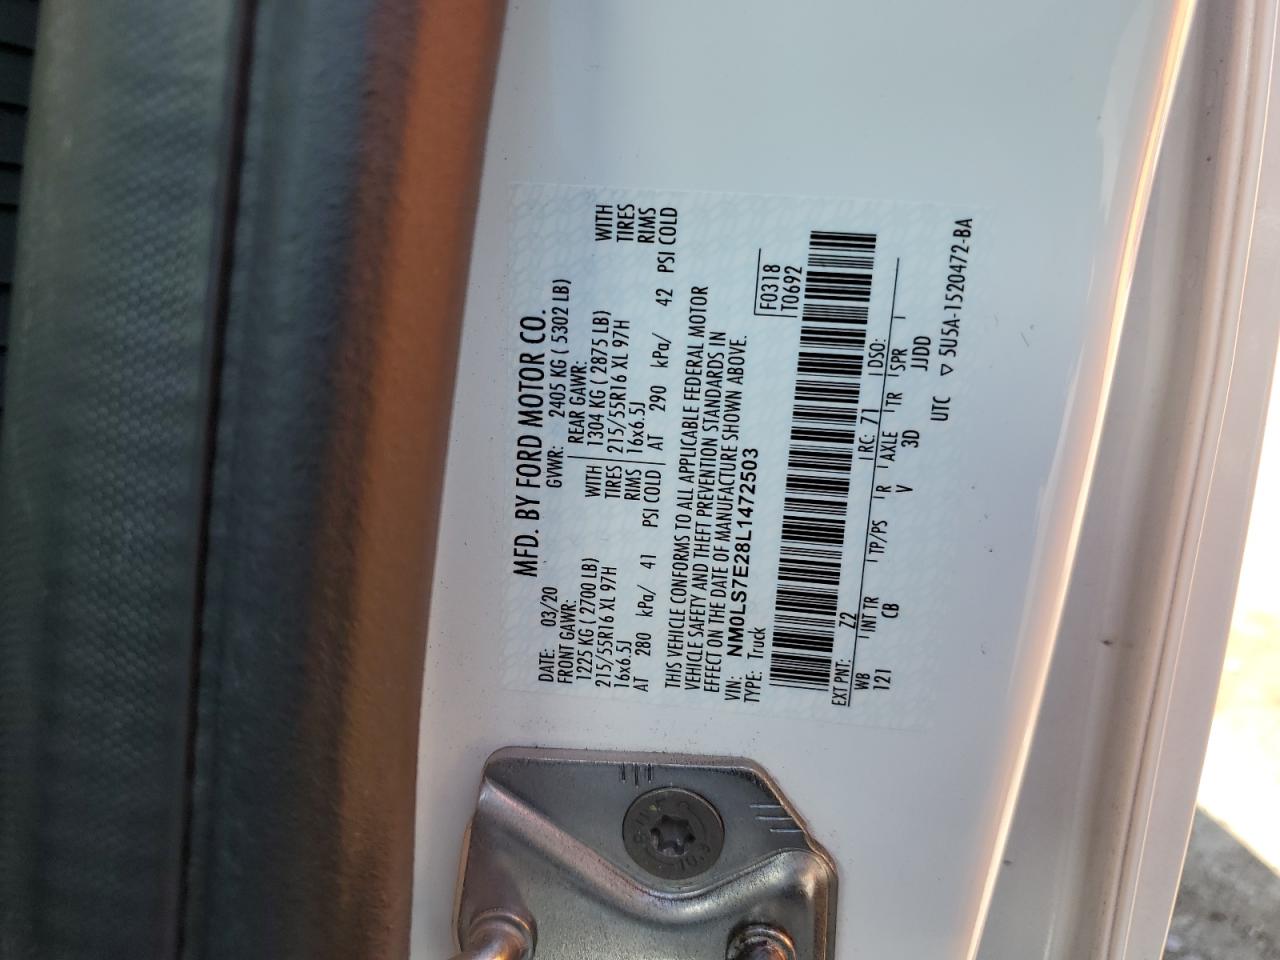 MFD. BY FORD MOTOR CO.
DATE: 03/20 GVWR: 2405 KG ( 5302 LB)
FRONT GAWR: REAR GAWR:
1225 KG ( 2700 LB) WITH 1304 KG ( 2875 LB) WITH
215/55R16 XL 97H TIRES 215/55R16 XL 97H TIRES
16x6.5J RIMS 16x6.5J RIMS
AT 280 kPa/ 41 PSI COLD AT 290 kPa/ 42 PSI COLD
THIS VEHICLE CONFORMS TO ALL APPLICABLE FEDERAL MOTOR
VEHICLE SAFETY AND THEFT PREVENTION STANDARDS IN
EFFECT ON THE DATE OF MANUFACTURE SHOWN ABOVE.
VIN: NM0LS7E28L1472503 F0318
TYPE: Truck T0692
EXT PNT: Z2 RC: 71 DSO:
WB INT TR TP/PS R AXLE TR SPR
121 CB V 3D JJDD
UTC ▽ 5U5A-1520472-BA